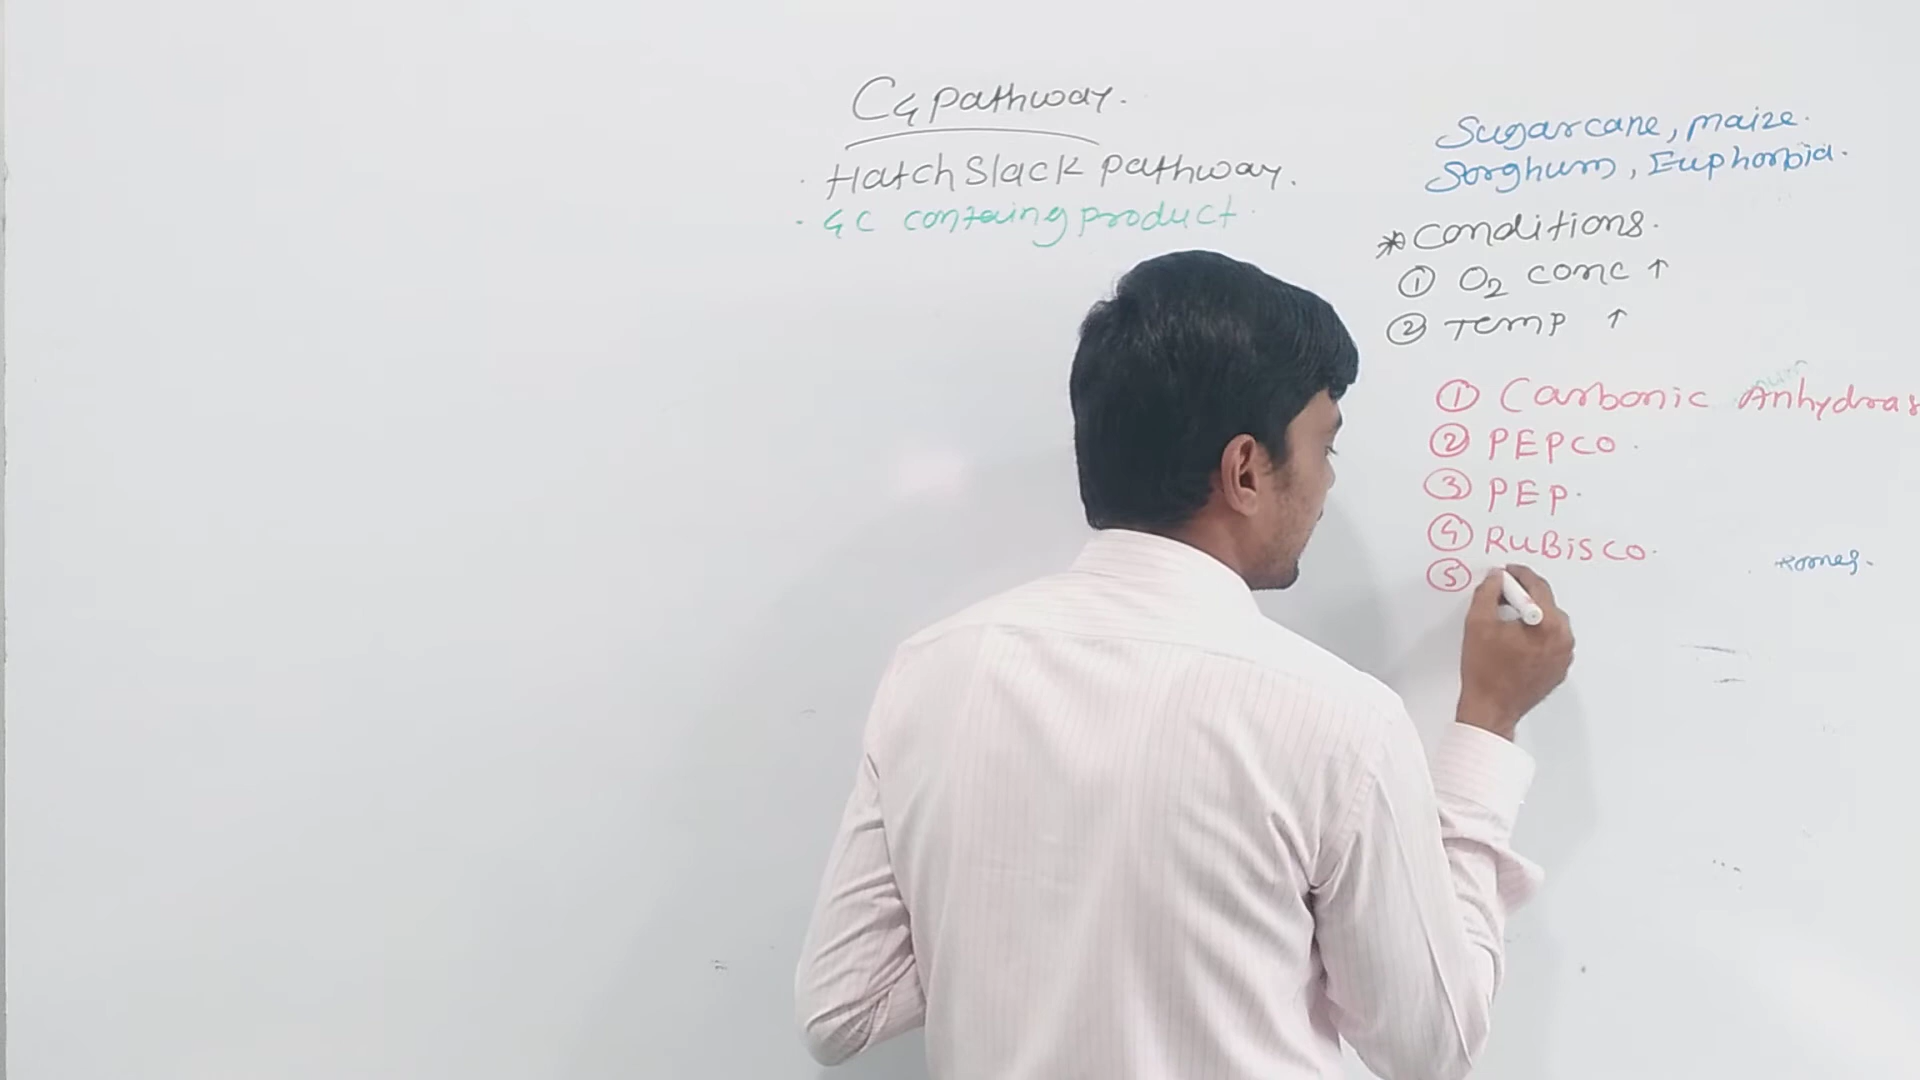 C4 pathway.
· Hatch Slack pathway.
· 4C containg product.
Sugarcane, maize.
Sorghum, Euphorbia.
* Conditions.
① O2 conc ↑
② Temp ↑
① Carbonic Anhydras
② PEPCO.
③ PEP.
④ RuBisCO.
⑤